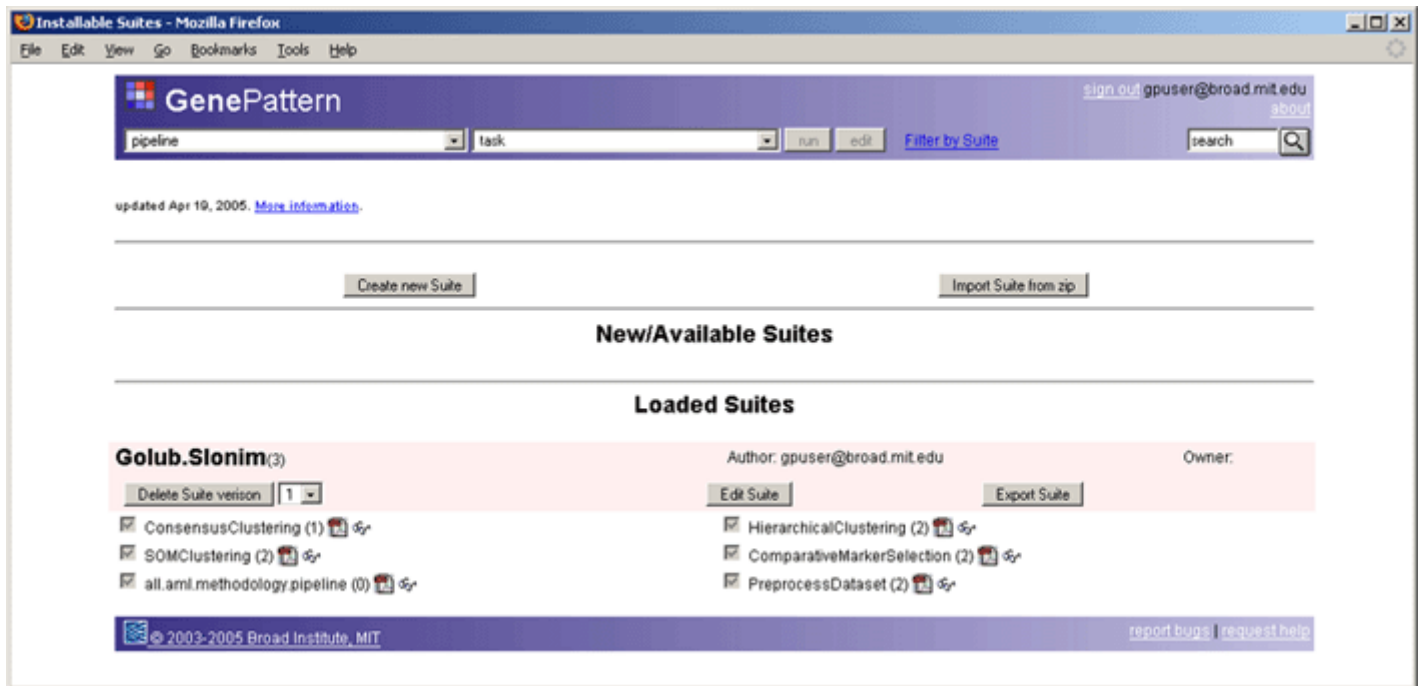 Installable Suites - Mozilla Firefox
File Edit View Go Bookmarks Tools Help
GenePattern
sign out gpuser@broad.mit.edu
about
pipeline task run edit Filter by Suite search
updated Apr 19, 2005. More information.
Create new Suite Import Suite from zip
New/Available Suites
Loaded Suites
Golub.Slonim(3) Author: gpuser@broad.mit.edu Owner:
Delete Suite verison 1 Edit Suite Export Suite
ConsensusClustering (1) HierarchicalClustering (2)
SOMClustering (2) ComparativeMarkerSelection (2)
all.aml.methodology.pipeline (0) PreprocessDataset (2)
© 2003-2005 Broad Institute, MIT report bugs | request help